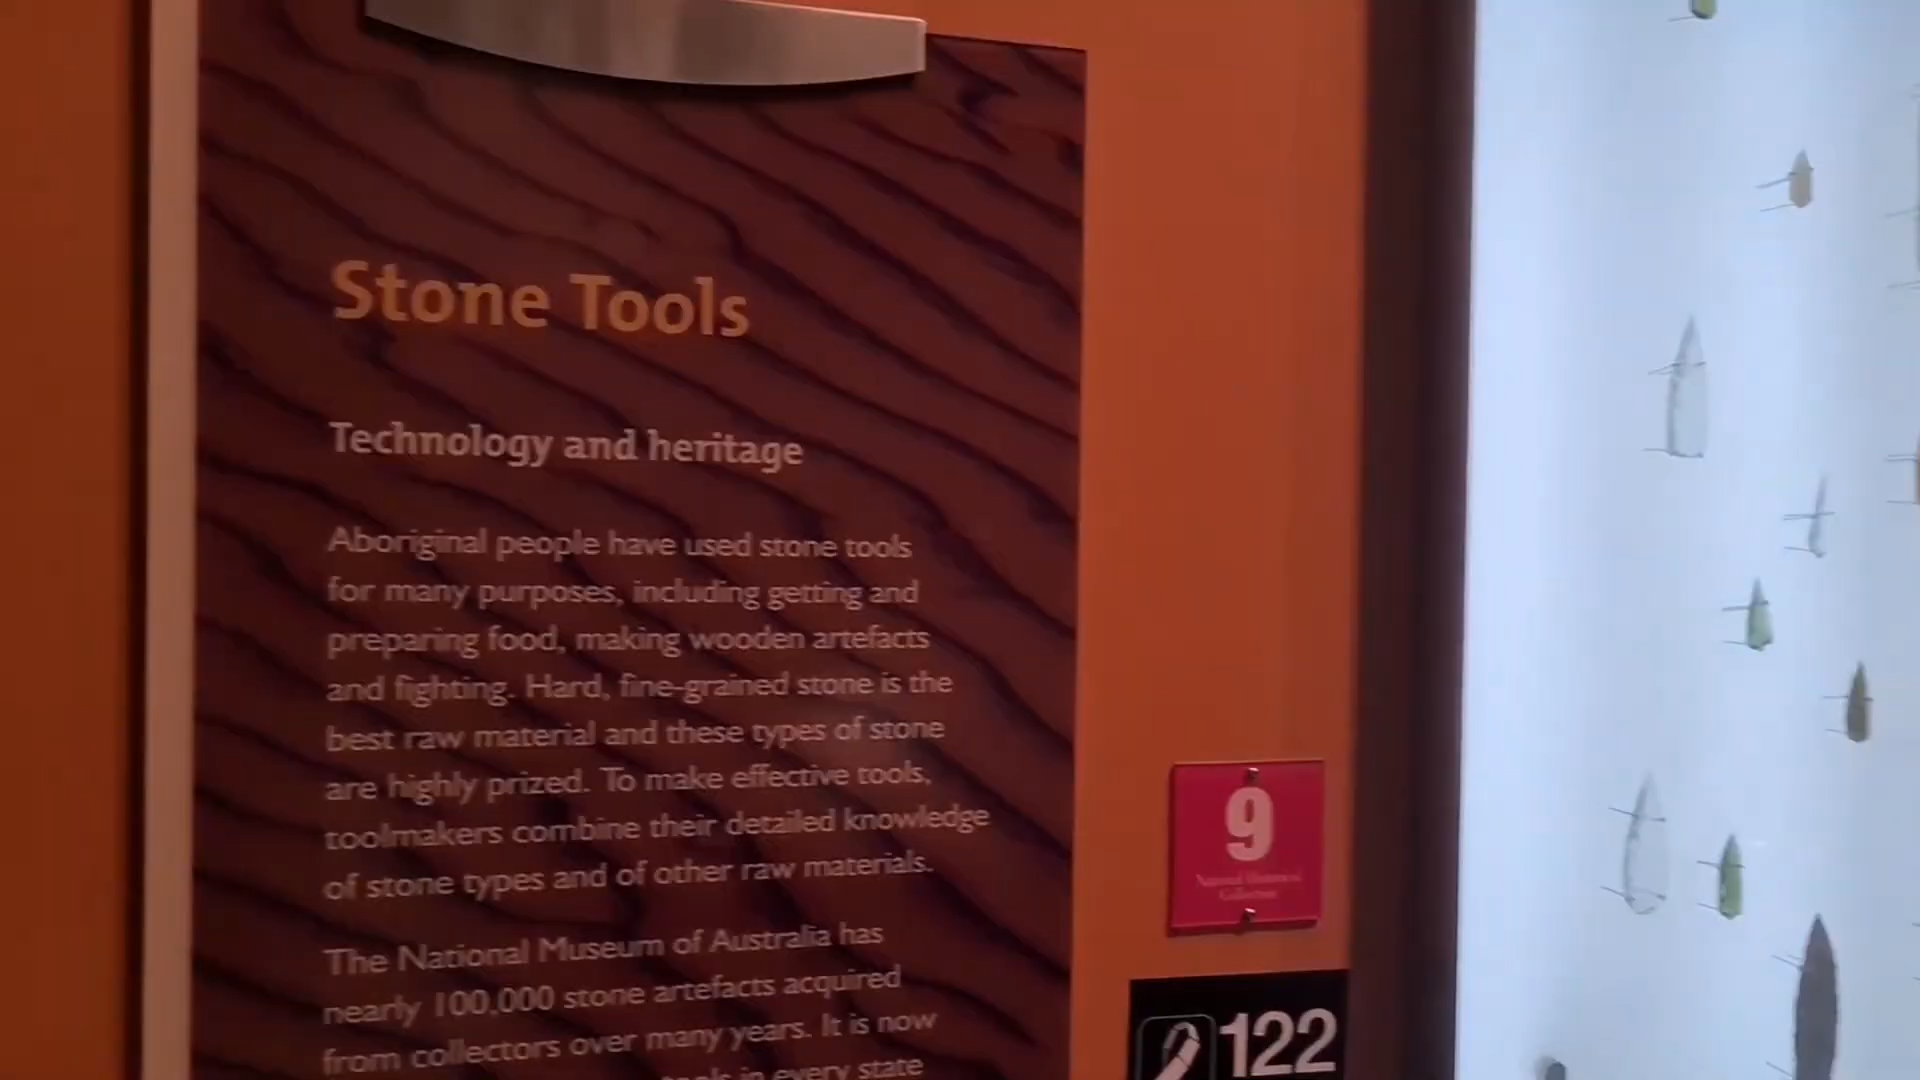 Stone Tools
Technology and heritage
Aboriginal people have used stone tools
for many purposes, including getting and
preparing food, making wooden artefacts
and fighting. Hard, fine-grained stone is the
best raw material and these types of stone
are highly prized. To make effective tools,
toolmakers combine their detailed knowledge
of stone types and of other raw materials.
The National Museum of Australia has
nearly 100,000 stone artefacts acquired
from collectors over many years. It is now
in every state
9
122